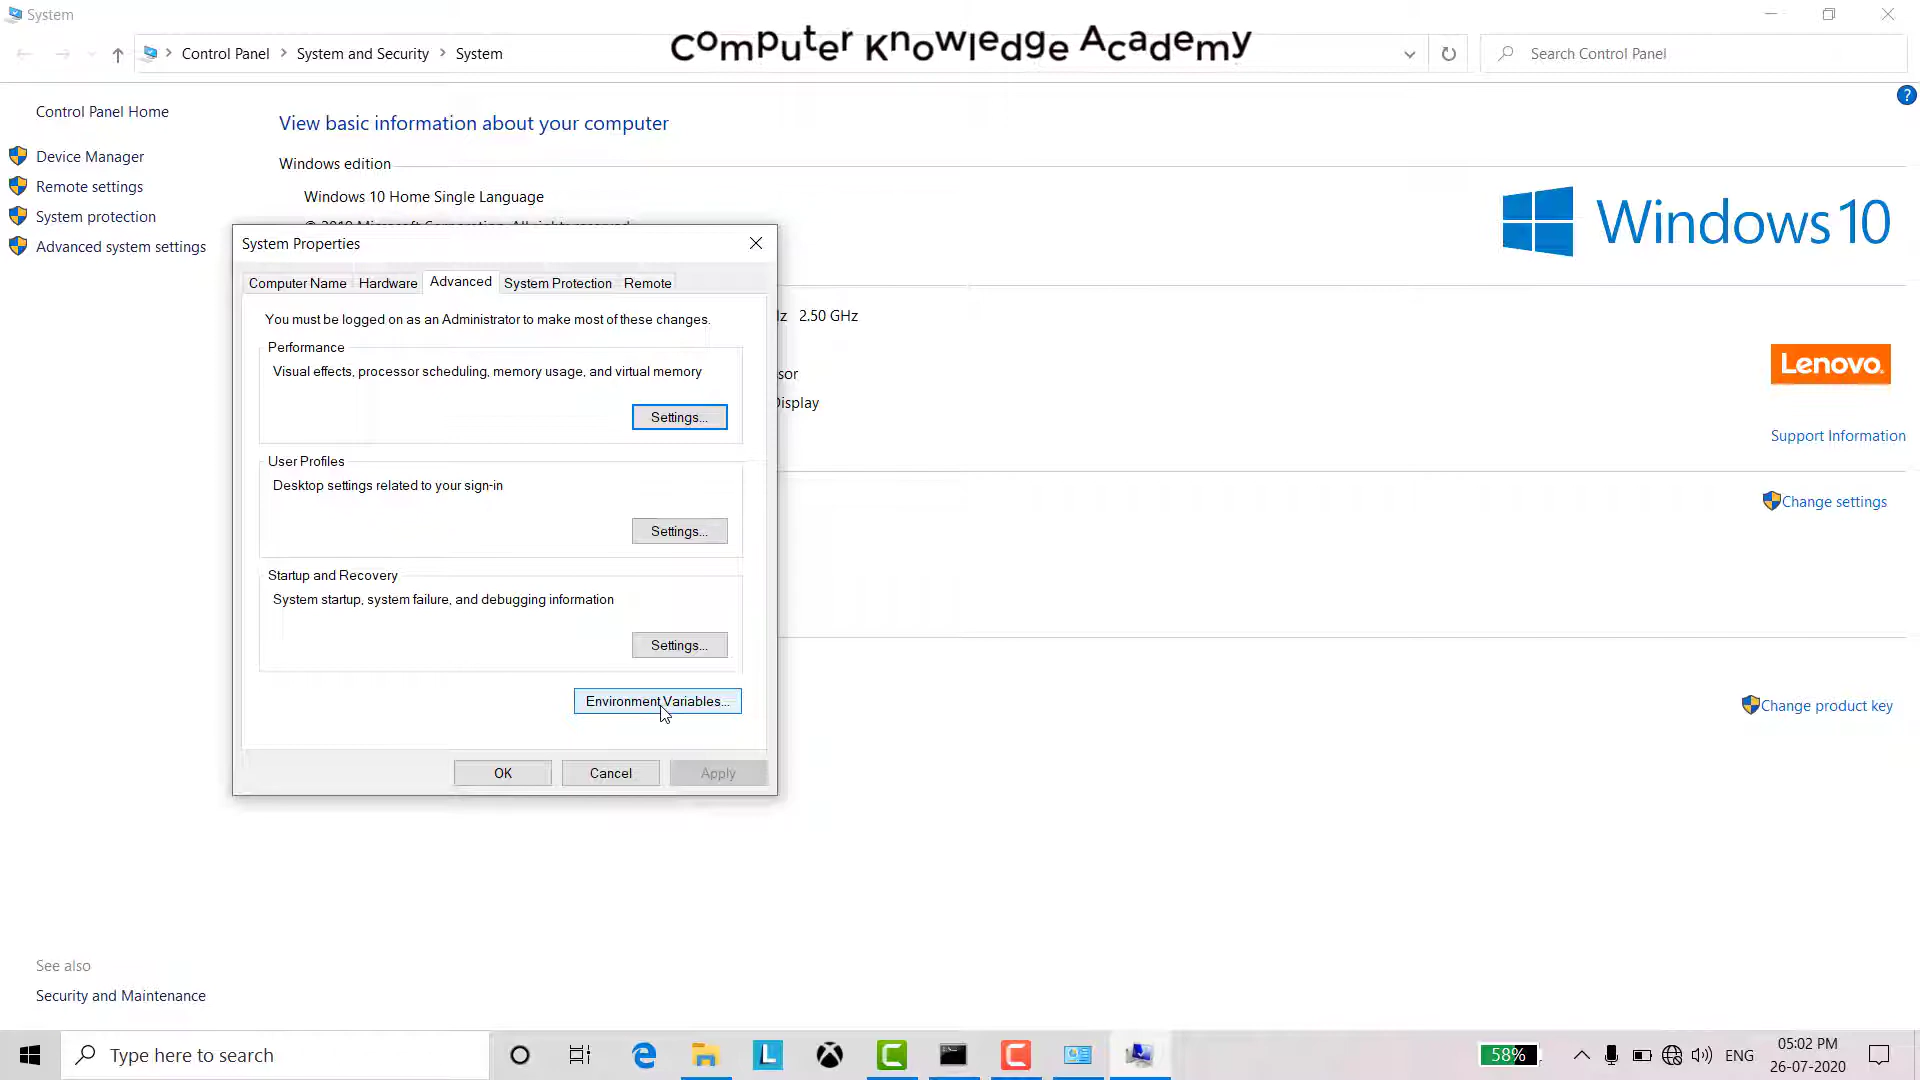 System
Computer Knowledge Academy
Control Panel
System and Security
System
Search Control Panel
Control Panel Home
Device Manager
Remote settings
System protection
Advanced system settings
View basic information about your computer
Windows edition
Windows 10 Home Single Language
Windows 10
System Properties
Computer Name
Hardware
Advanced
System Protection
Remote
You must be logged on as an Administrator to make most of these changes.
Performance
Visual effects, processor scheduling, memory usage, and virtual memory
Settings...
User Profiles
Desktop settings related to your sign-in
Settings...
Startup and Recovery
System startup, system failure, and debugging information
Settings...
Environment Variables...
OK
Cancel
Apply
2.50 GHz
Display
Lenovo.
Support Information
Change settings
Change product key
See also
Security and Maintenance
Type here to search
58%
ENG
05:02 PM
26-07-2020